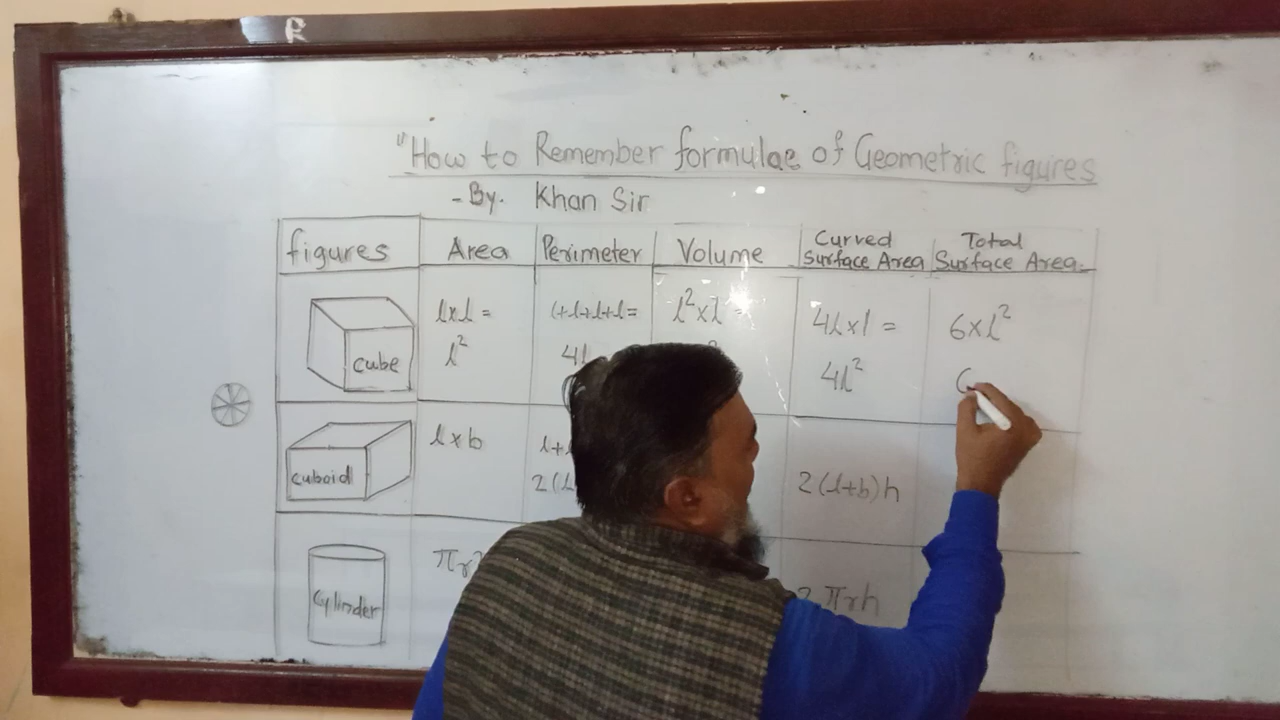 R
"How to Remember formulae of Geometric figures
- By. Khan Sir
figures Area Perimeter Volume Curved Surface Area Total Surface Area.
cube
l×l =
l²
l+l+l+l=
4l
l²×l =
4l×l =
4l²
6×l²
6
cuboid
l×b
l+
2(l
2(l+b)h
cylinder
πr²
2πrh